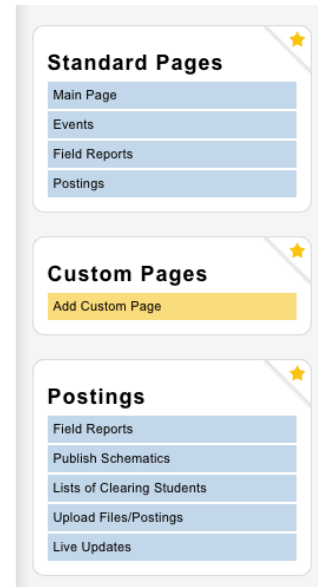 Standard Pages
Main Page
Events
Field Reports
Postings
Custom Pages
Add Custom Page
Postings
Field Reports
Publish Schematics
Lists of Clearing Students
Upload Files/Postings
Live Updates